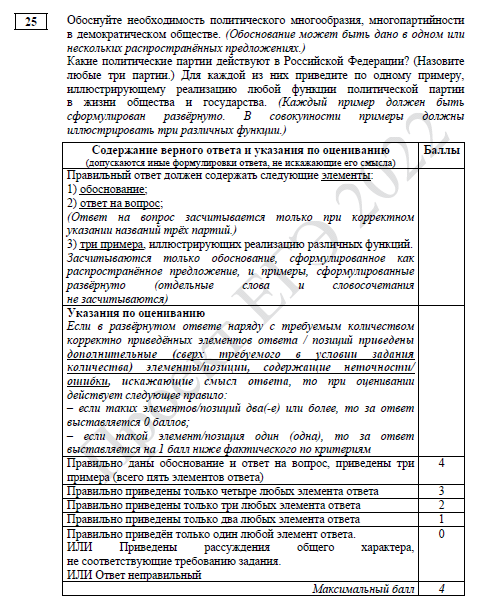 25
Обоснуйте необходимость политического многообразия, многопартийности
в демократическом обществе. (Обоснование может быть дано в одном или
нескольких распространённых предложениях.)
Какие политические партии действуют в Российской Федерации? (Назовите
любые три партии.) Для каждой из них приведите по одному примеру,
иллюстрирующему реализацию любой функции политической партии
в жизни общества и государства. (Каждый пример должен быть
сформулирован развёрнуто. В совокупности примеры должны
иллюстрировать три различных функции.)
Содержание верного ответа и указания по оцениванию
(допускаются иные формулировки ответа, не искажающие его смысла)
Баллы
Правильный ответ должен содержать следующие элементы:
1) обоснование;
2) ответ на вопрос;
(Ответ на вопрос засчитывается только при корректном
указании названий трёх партий.)
3) три примера, иллюстрирующих реализацию различных функций.
Засчитываются только обоснование, сформулированное как
распространённое предложение, и примеры, сформулированные
развёрнуто (отдельные слова и словосочетания
не засчитываются)
Указания по оцениванию
Если в развёрнутом ответе наряду с требуемым количеством
корректно приведённых элементов ответа / позиций приведены
дополнительные (сверх требуемого в условии задания
количества) элементы/позиции, содержащие неточности/
ошибки, искажающие смысл ответа, то при оценивании
действует следующее правило:
– если таких элементов/позиций два(-е) или более, то за ответ
выставляется 0 баллов;
– если такой элемент/позиция один (одна), то за ответ
выставляется на 1 балл ниже фактического по критериям
Правильно даны обоснование и ответ на вопрос, приведены три
примера (всего пять элементов ответа)
4
Правильно приведены только четыре любых элемента ответа
3
Правильно приведены только три любых элемента ответа
2
Правильно приведены только два любых элемента ответа
1
Правильно приведён только один любой элемент ответа.
ИЛИ Приведены рассуждения общего характера,
не соответствующие требованию задания.
ИЛИ Ответ неправильный
0
Максимальный балл
4
Проект ЕГЭ 2022